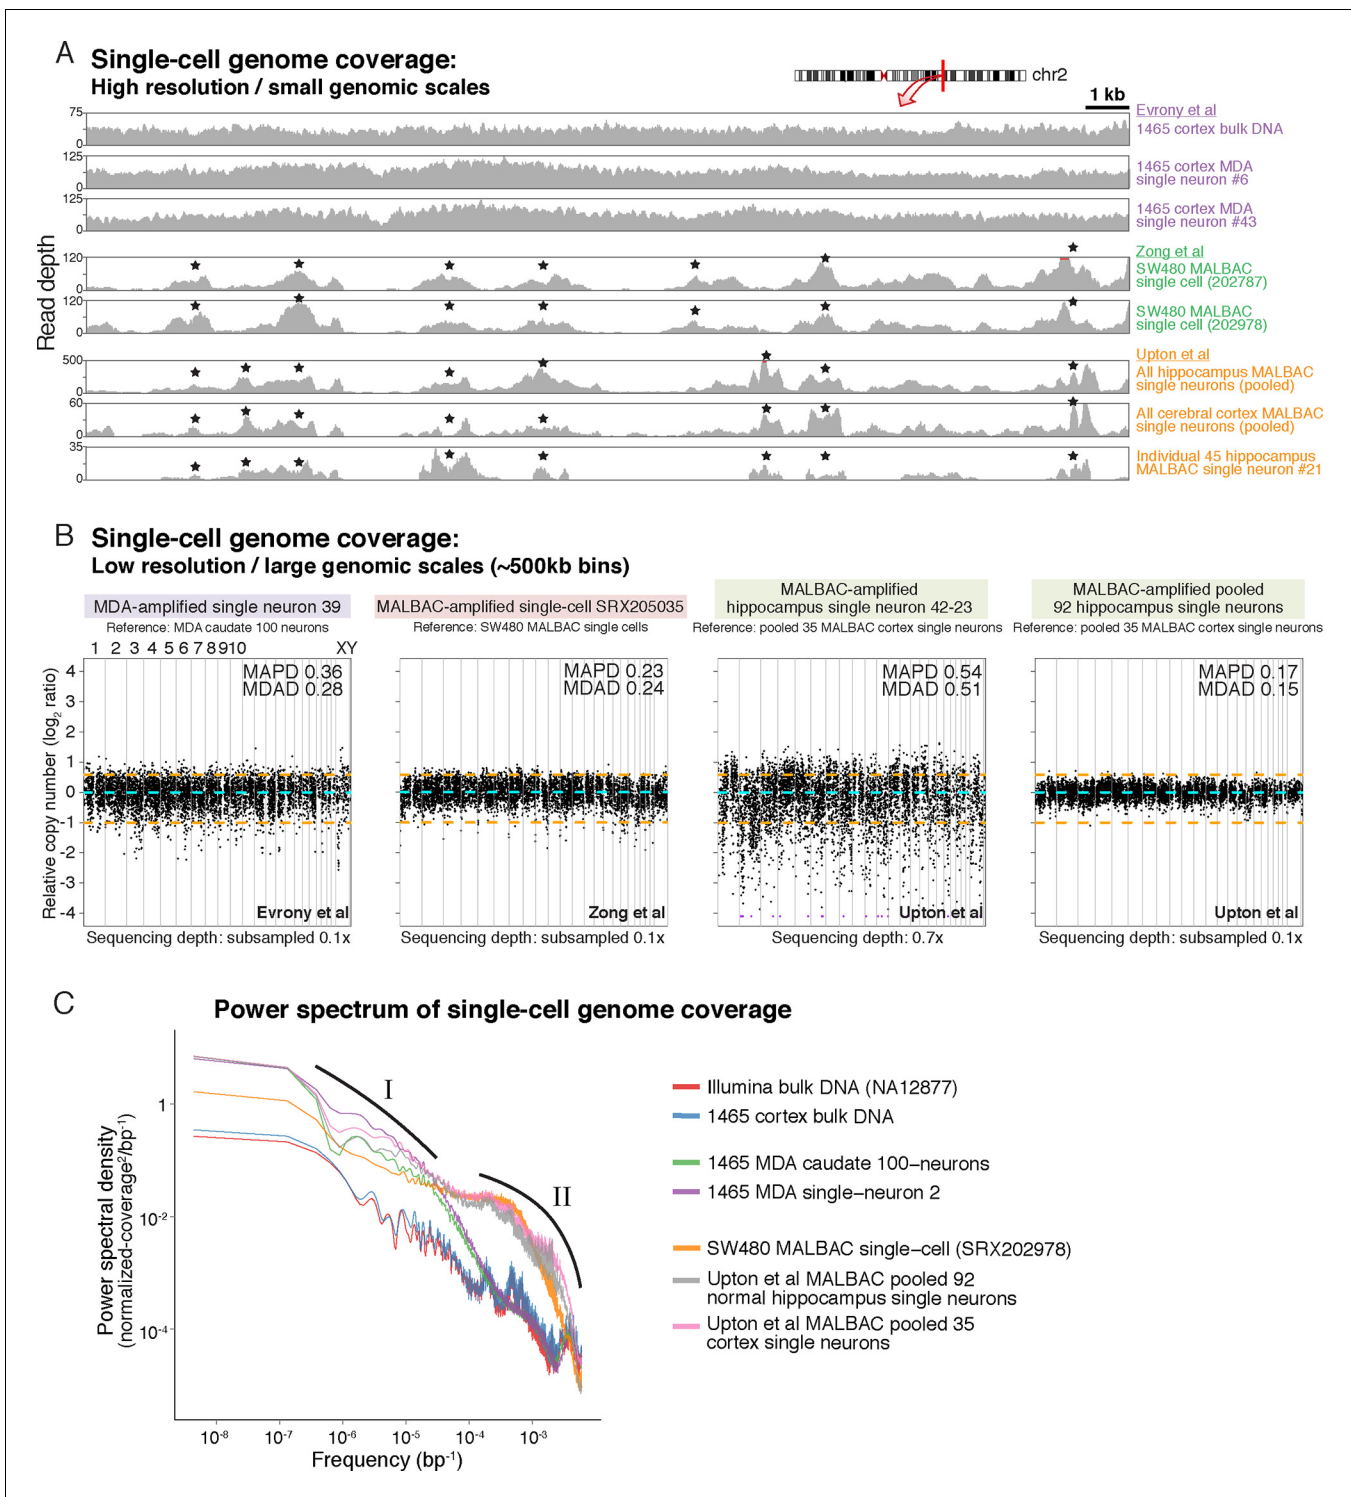 A
Single-cell genome coverage:
High resolution / small genomic scales
chr2
1 kb
Read depth
75
0
Evrony et al
1465 cortex bulk DNA
125
0
1465 cortex MDA
single neuron #6
125
0
1465 cortex MDA
single neuron #43
120
0
Zong et al
SW480 MALBAC
single cell (202787)
120
0
SW480 MALBAC
single cell (202978)
500
0
Upton et al
All hippocampus MALBAC
single neurons (pooled)
60
0
All cerebral cortex MALBAC
single neurons (pooled)
35
0
Individual 45 hippocampus
MALBAC single neuron #21
B
Single-cell genome coverage:
Low resolution / large genomic scales (~500kb bins)
MDA-amplified single neuron 39
Reference: MDA caudate 100 neurons
1 2 3 4 5 6 7 8 9 10 XY
MAPD 0.36
MDAD 0.28
Relative copy number (log2 ratio)
4
3
2
1
0
-1
-2
-3
-4
Evrony et al
Sequencing depth: subsampled 0.1x
MALBAC-amplified single-cell SRX205035
Reference: SW480 MALBAC single cells
MAPD 0.23
MDAD 0.24
Zong et al
Sequencing depth: subsampled 0.1x
MALBAC-amplified
hippocampus single neuron 42-23
Reference: pooled 35 MALBAC cortex single neurons
MAPD 0.54
MDAD 0.51
Upton et al
Sequencing depth: 0.7x
MALBAC-amplified pooled
92 hippocampus single neurons
Reference: pooled 35 MALBAC cortex single neurons
MAPD 0.17
MDAD 0.15
Upton et al
Sequencing depth: subsampled 0.1x
C
Power spectrum of single-cell genome coverage
Power spectral density
(normalized-coverage²/bp⁻¹)
1
10⁻²
10⁻⁴
I
II
10⁻⁸ 10⁻⁷ 10⁻⁶ 10⁻⁵ 10⁻⁴ 10⁻³
Frequency (bp⁻¹)
Illumina bulk DNA (NA12877)
1465 cortex bulk DNA
1465 MDA caudate 100−neurons
1465 MDA single−neuron 2
SW480 MALBAC single−cell (SRX202978)
Upton et al MALBAC pooled 92
normal hippocampus single neurons
Upton et al MALBAC pooled 35
cortex single neurons